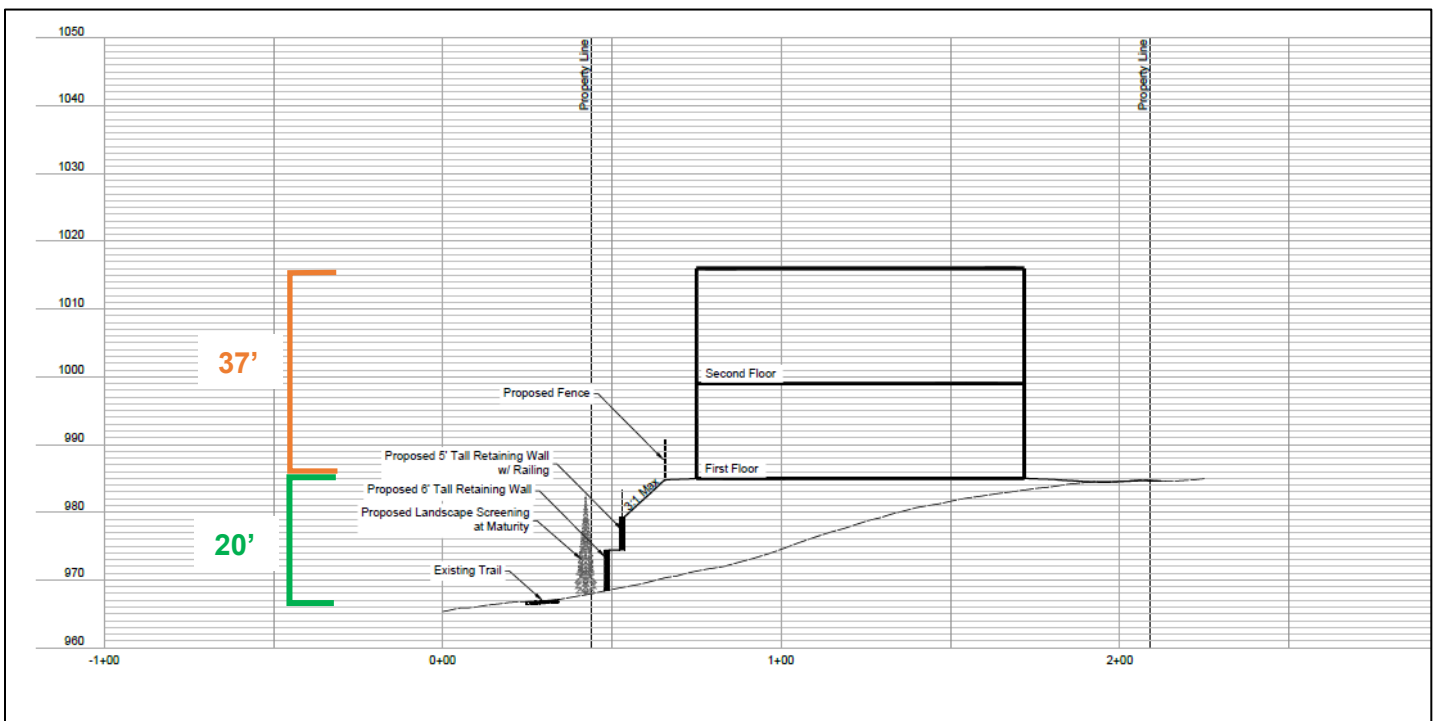 1050
Property Line
Property Line
1040
1030
1020
1010
37’
1000
Second Floor
Proposed Fence
990
Proposed 5' Tall Retaining Wall
w/ Railing
First Floor
Proposed 6' Tall Retaining Wall
3:1 Max
980
Proposed Landscape Screening
at Maturity
20’
970
Existing Trail
960
-1+00
0+00
1+00
2+00